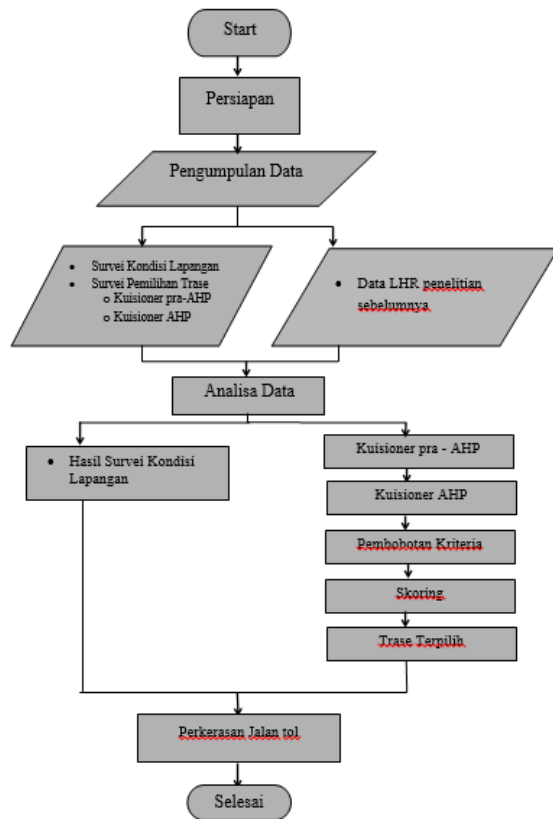 Start
Persiapan
Pengumpulan Data
• Survei Kondisi Lapangan
• Survei Pemilihan Trase
o Kuisioner pra-AHP
o Kuisioner AHP
• Data LHR penelitian
sebelumnya
Analisa Data
• Hasil Survei Kondisi
Lapangan
Kuisioner pra - AHP
Kuisioner AHP
Pembobotan Kriteria
Skoring
Trase Terpilih
Perkerasan Jalan tol
Selesai